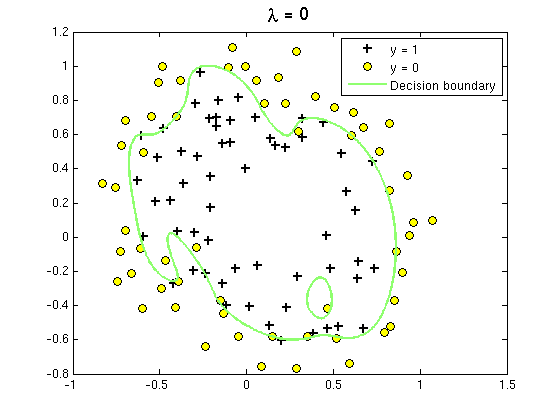 λ = 0
y = 1
y = 0
Decision boundary
1.2
1
0.8
0.6
0.4
0.2
0
-0.2
-0.4
-0.6
-0.8
-1 -0.5 0 0.5 1 1.5